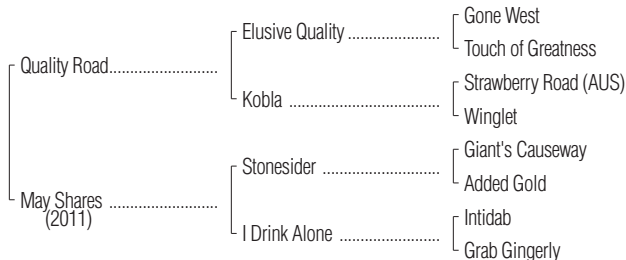 Gone West
Elusive Quality ....................
Touch of Greatness
Quality Road.......................
Strawberry Road (AUS)
Kobla .................................
Winglet
Giant's Causeway
Stonesider .........................
Added Gold
May Shares .......................
(2011)
Intidab
I Drink Alone ......................
Grab Gingerly